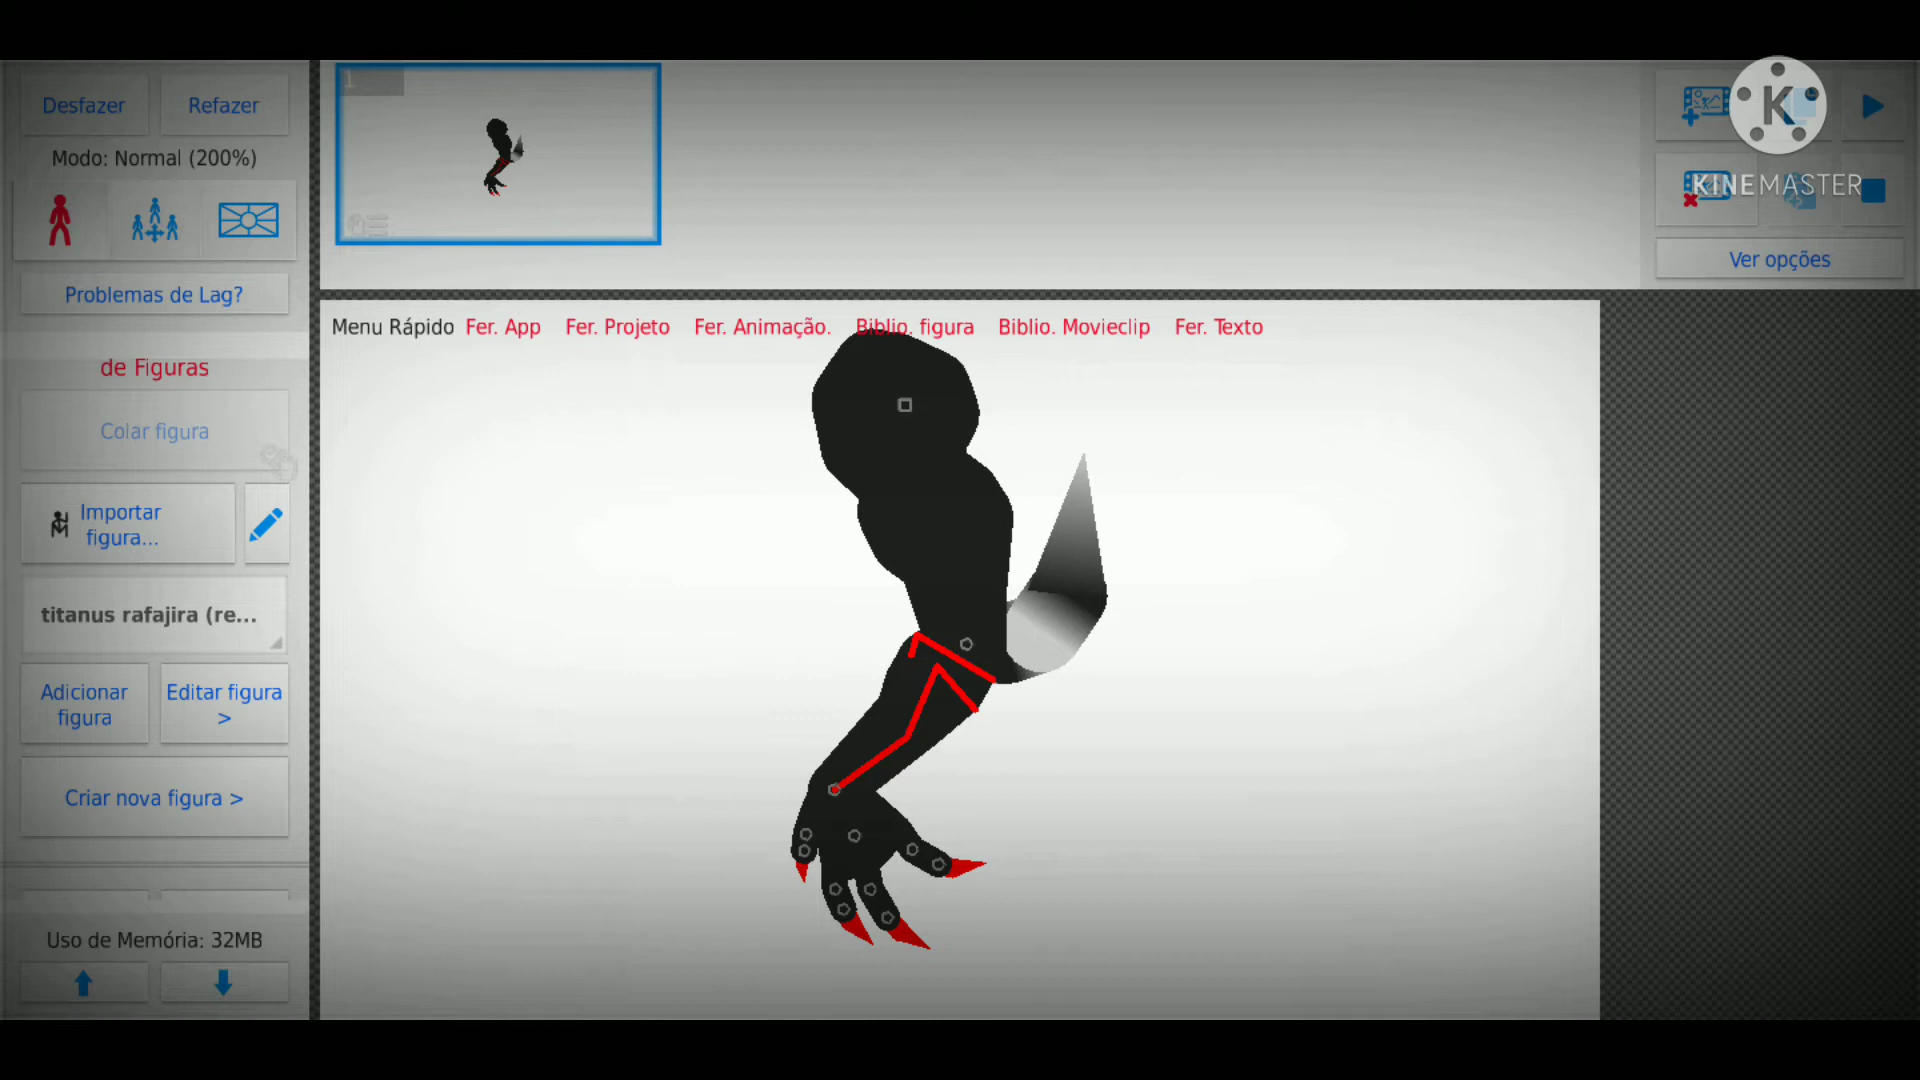 Desfazer
Refazer
Modo: Normal (200%)
Problemas de Lag?
de Figuras
Colar figura
Importar
figura...
titanus rafajira (re...
Adicionar
figura
Editar figura
>
Criar nova figura >
Uso de Memória: 32MB
1
K
KINEMASTER
Ver opções
Menu Rápido Fer. App Fer. Projeto Fer. Animação. Biblio. figura Biblio. Movieclip Fer. Texto